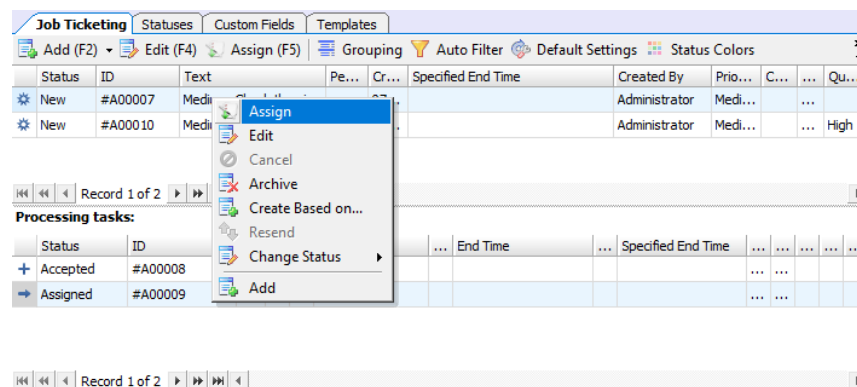 Job Ticketing Statuses Custom Fields Templates
Add (F2) Edit (F4) Assign (F5) Grouping Auto Filter Default Settings Status Colors
Status ID Text Pe... Cr... Specified End Time Created By Prio... C... ... Qu...
New #A00007 Administrator Medi... ...
New #A00010 Administrator Medi... ... High
Assign
Edit
Cancel
Archive
Create Based on...
Resend
Change Status
Add
Record 1 of 2
Processing tasks:
Status ID ... End Time ... Specified End Time ... ... ... ... ...
Accepted #A00008 ... ...
Assigned #A00009 ... ...
Record 1 of 2